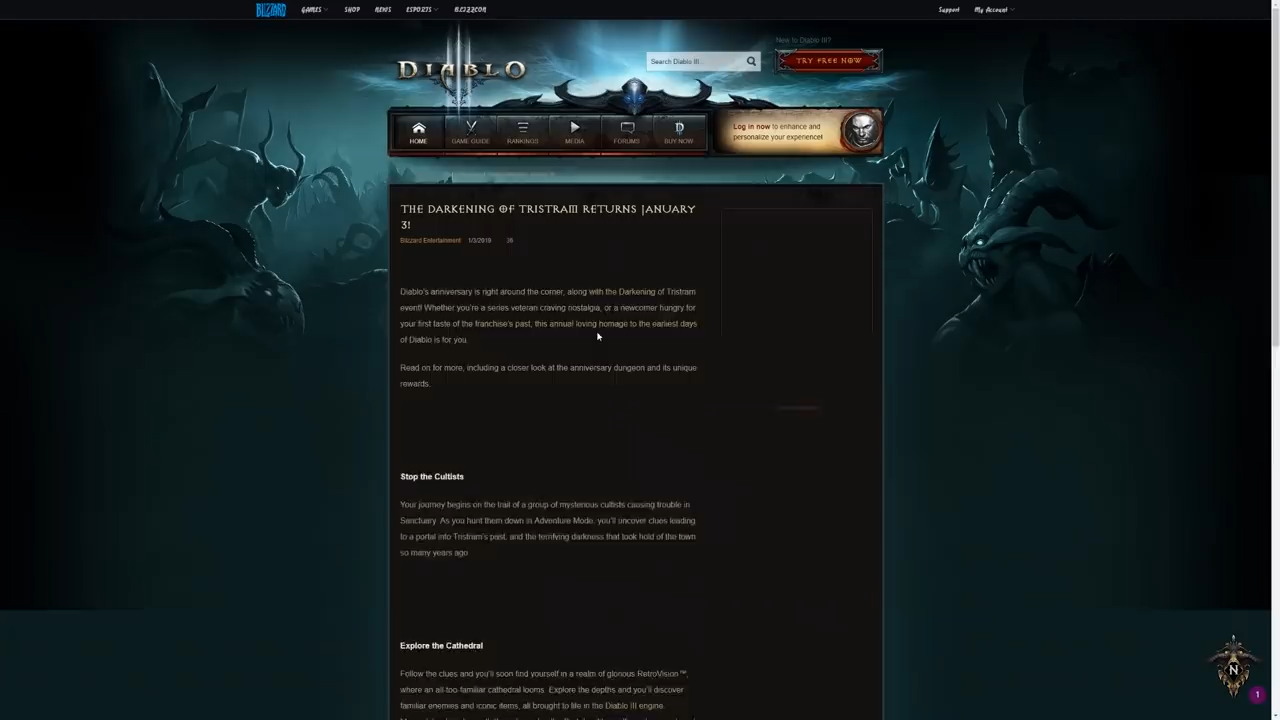 BLIZZARD GAMES SHOP NEWS ESPORTS BLIZZCON Support My Account
New to Diablo III?
DIABLO Search Diablo III... TRY FREE NOW
Log in now to enhance and
personalize your experience!
HOME GAME GUIDE RANKINGS MEDIA FORUMS BUY NOW
THE DARKENING OF TRISTRAM RETURNS JANUARY
3!
Blizzard Entertainment 1/3/2019 36
Diablo's anniversary is right around the corner, along with the Darkening of Tristram
event! Whether you're a series veteran craving nostalgia, or a newcomer hungry for
your first taste of the franchise's past, this annual loving homage to the earliest days
of Diablo is for you.
Read on for more, including a closer look at the anniversary dungeon and its unique
rewards.
Stop the Cultists
Your journey begins on the trail of a group of mysterious cultists causing trouble in
Sanctuary. As you hunt them down in Adventure Mode, you'll uncover clues leading
to a portal into Tristram's past, and the terrifying darkness that took hold of the town
so many years ago
Explore the Cathedral
Follow the clues and you'll soon find yourself in a realm of glorious RetroVision™,
where an all-too-familiar cathedral looms. Explore the depths and you'll discover
familiar enemies and iconic items, all brought to life in the Diablo III engine.
N
1